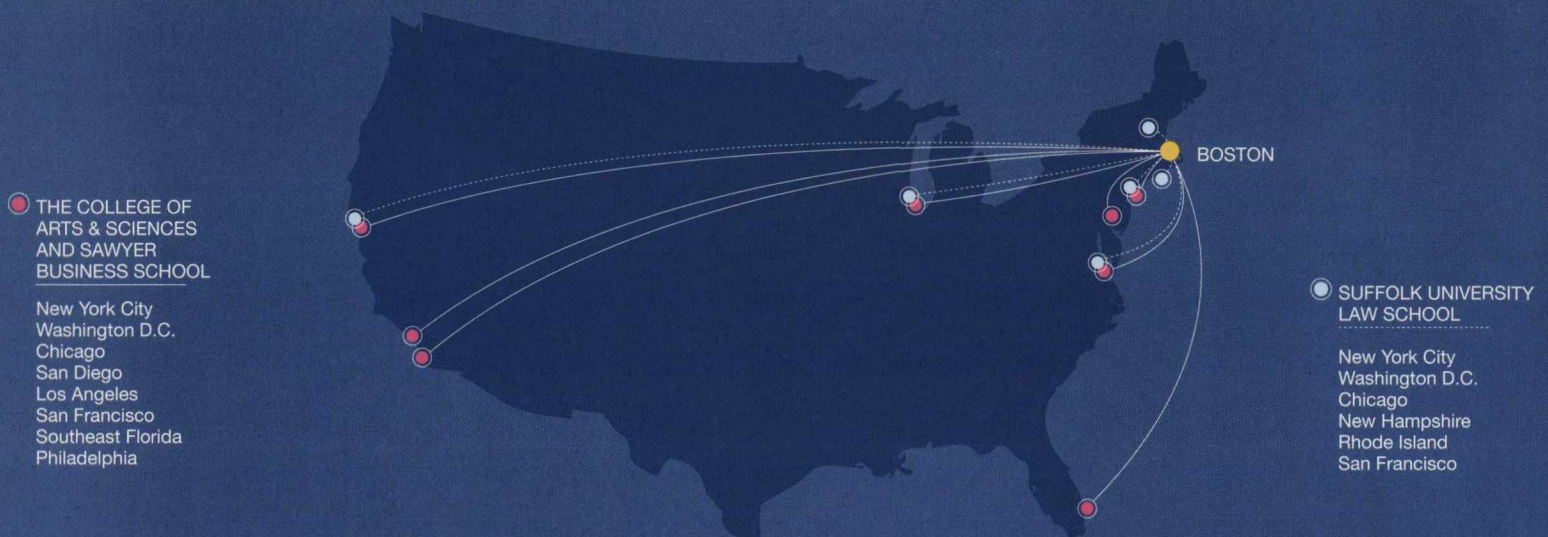 THE COLLEGE OF
ARTS & SCIENCES
AND SAWYER
BUSINESS SCHOOL
New York City
Washington D.C.
Chicago
San Diego
Los Angeles
San Francisco
Southeast Florida
Philadelphia
BOSTON
SUFFOLK UNIVERSITY
LAW SCHOOL
New York City
Washington D.C.
Chicago
New Hampshire
Rhode Island
San Francisco